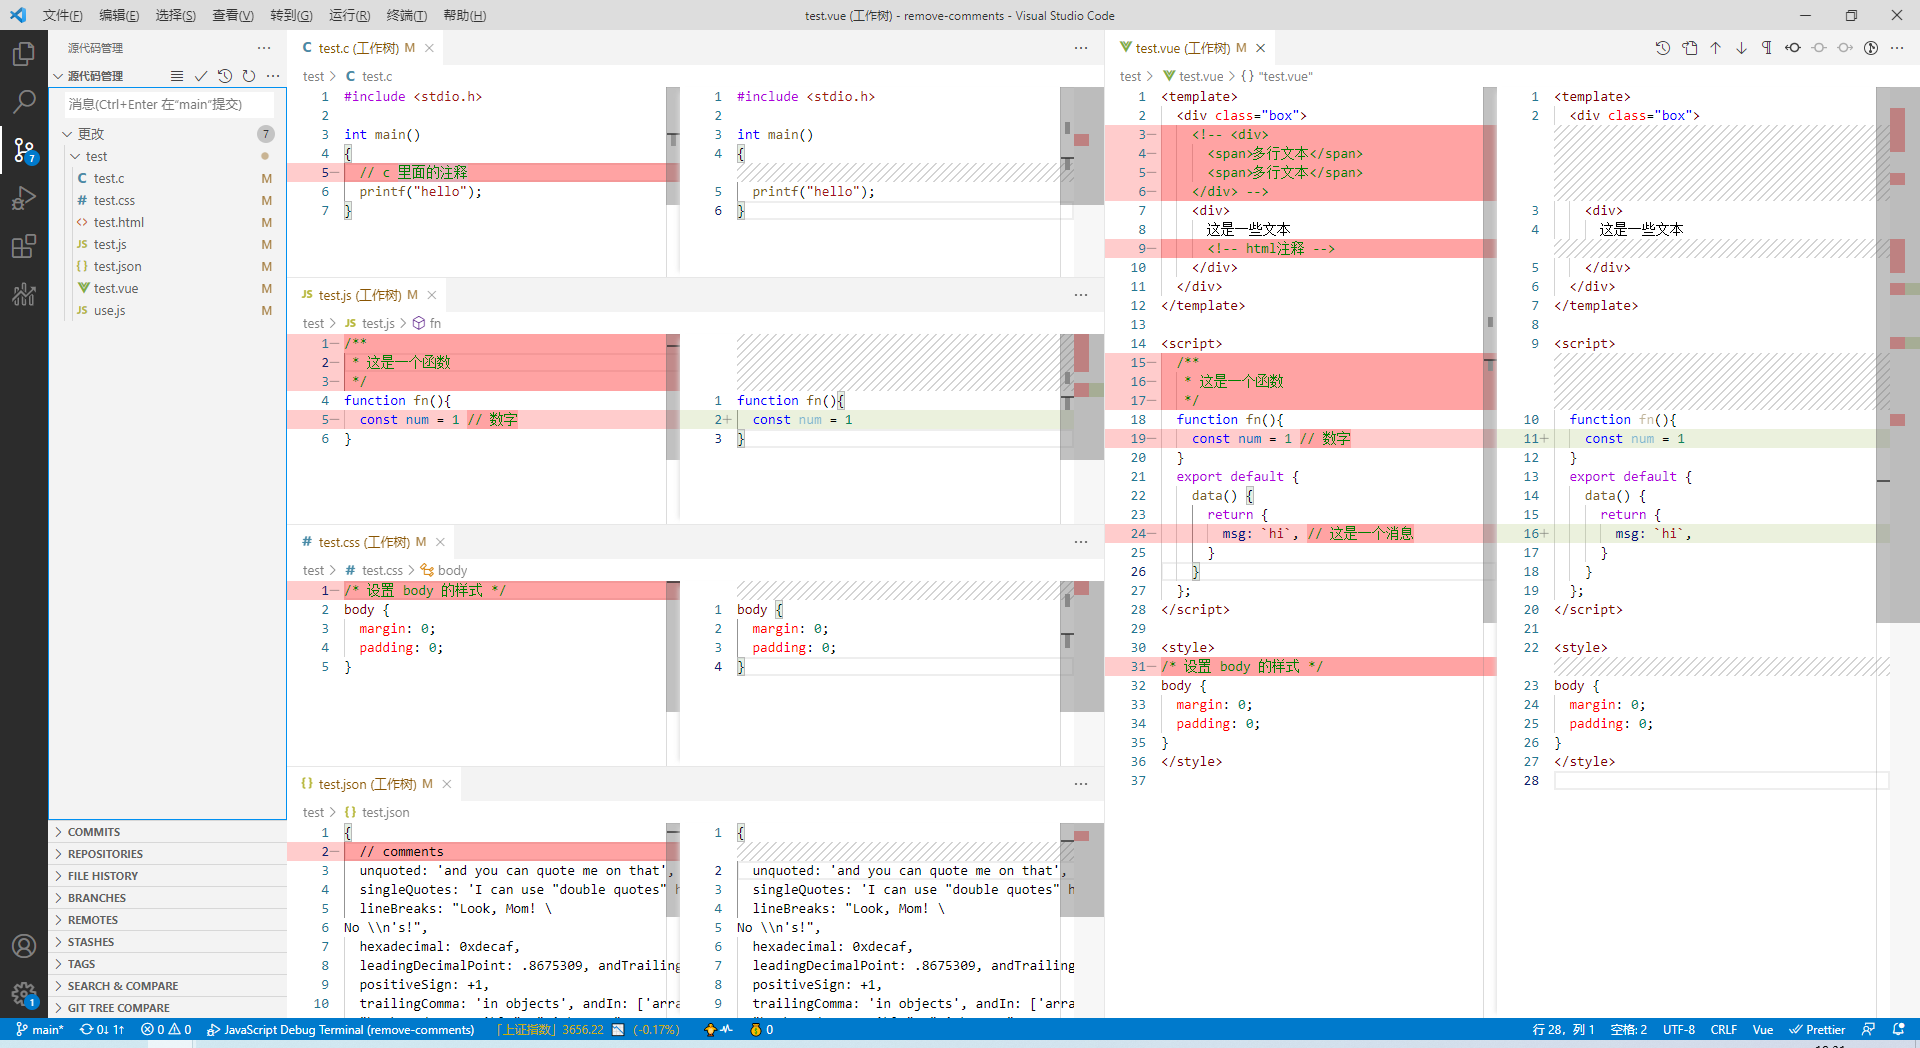 文件(F) 编辑(E) 选择(S) 查看(V) 转到(G) 运行(R) 终端(T) 帮助(H)
test.vue (工作树) - remove-comments - Visual Studio Code
源代码管理
源代码管理
消息(Ctrl+Enter 在“main”提交)
更改 7
test
C test.c M
# test.css M
<> test.html M
JS test.js M
{} test.json M
test.vue M
JS use.js M
COMMITS
REPOSITORIES
FILE HISTORY
BRANCHES
REMOTES
STASHES
TAGS
SEARCH & COMPARE
GIT TREE COMPARE
7
1
C test.c (工作树) M
test > C test.c
1 #include <stdio.h>
2
3 int main()
4 {
5− // c 里面的注释
6 printf("hello");
7 }
1 #include <stdio.h>
2
3 int main()
4 {
5 printf("hello");
6 }
JS test.js (工作树) M
test > JS test.js > fn
1− /**
2− * 这是一个函数
3− */
4 function fn(){
5− const num = 1 // 数字
6 }
1 function fn(){
2+ const num = 1
3 }
# test.css (工作树) M
test > # test.css > body
1− /* 设置 body 的样式 */
2 body {
3 margin: 0;
4 padding: 0;
5 }
1 body {
2 margin: 0;
3 padding: 0;
4 }
{} test.json (工作树) M
test > {} test.json
1 {
2− // comments
3 unquoted: 'and you can quote me on that',
4 singleQuotes: 'I can use "double quotes" h
5 lineBreaks: "Look, Mom! \
6 No \\n's!",
7 hexadecimal: 0xdecaf,
8 leadingDecimalPoint: .8675309, andTrailing
9 positiveSign: +1,
10 trailingComma: 'in objects', andIn: ['arra
1 {
2 unquoted: 'and you can quote me on that',
3 singleQuotes: 'I can use "double quotes" h
4 lineBreaks: "Look, Mom! \
5 No \\n's!",
6 hexadecimal: 0xdecaf,
7 leadingDecimalPoint: .8675309, andTrailing
8 positiveSign: +1,
9 trailingComma: 'in objects', andIn: ['arra
test.vue (工作树) M
test > test.vue > {} "test.vue"
1 <template>
2 <div class="box">
3− <!-- <div>
4− <span>多行文本</span>
5− <span>多行文本</span>
6− </div> -->
7 <div>
8 这是一些文本
9− <!-- html注释 -->
10 </div>
11 </div>
12 </template>
13
14 <script>
15− /**
16− * 这是一个函数
17− */
18 function fn(){
19− const num = 1 // 数字
20 }
21 export default {
22 data() {
23 return {
24− msg: `hi`, // 这是一个消息
25 }
26 }
27 };
28 </script>
29
30 <style>
31− /* 设置 body 的样式 */
32 body {
33 margin: 0;
34 padding: 0;
35 }
36 </style>
37
1 <template>
2 <div class="box">
3 <div>
4 这是一些文本
5 </div>
6 </div>
7 </template>
8
9 <script>
10 function fn(){
11+ const num = 1
12 }
13 export default {
14 data() {
15 return {
16+ msg: `hi`,
17 }
18 }
19 };
20 </script>
21
22 <style>
23 body {
24 margin: 0;
25 padding: 0;
26 }
27 </style>
28
main* 0↓ 1↑ 0 0 JavaScript Debug Terminal (remove-comments) 「上证指数」 3656.22 (-0.17%) 0 行 28，列 1 空格: 2 UTF-8 CRLF Vue Prettier